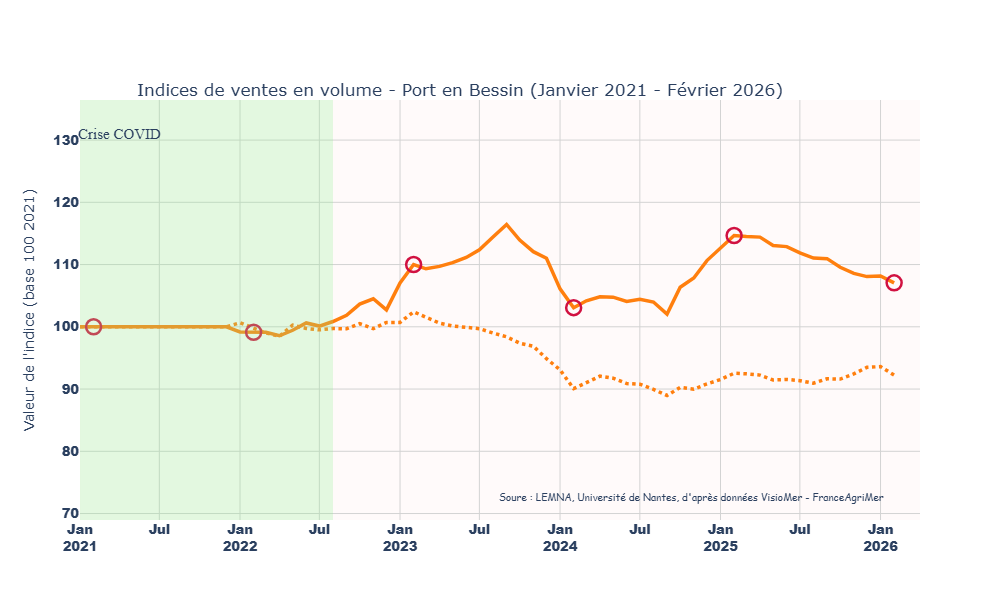 Indices de ventes en volume - Port en Bessin (Janvier 2021 - Février 2026)
Crise COVID
Valeur de l'indice (base 100 2021)
130
120
110
100
90
80
70
Soure : LEMNA, Université de Nantes, d'après données VisioMer - FranceAgriMer
Jan Jul Jan Jul Jan Jul Jan Jul Jan Jul Jan
2021 2022 2023 2024 2025 2026